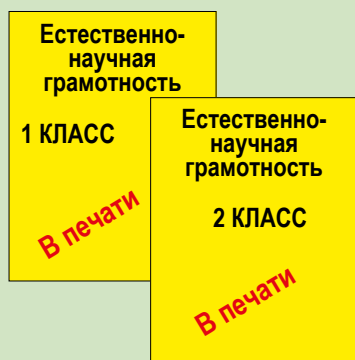 Естественно-
научная
грамотность
1 КЛАСС
В печати
Естественно-
научная
грамотность
2 КЛАСС
В печати